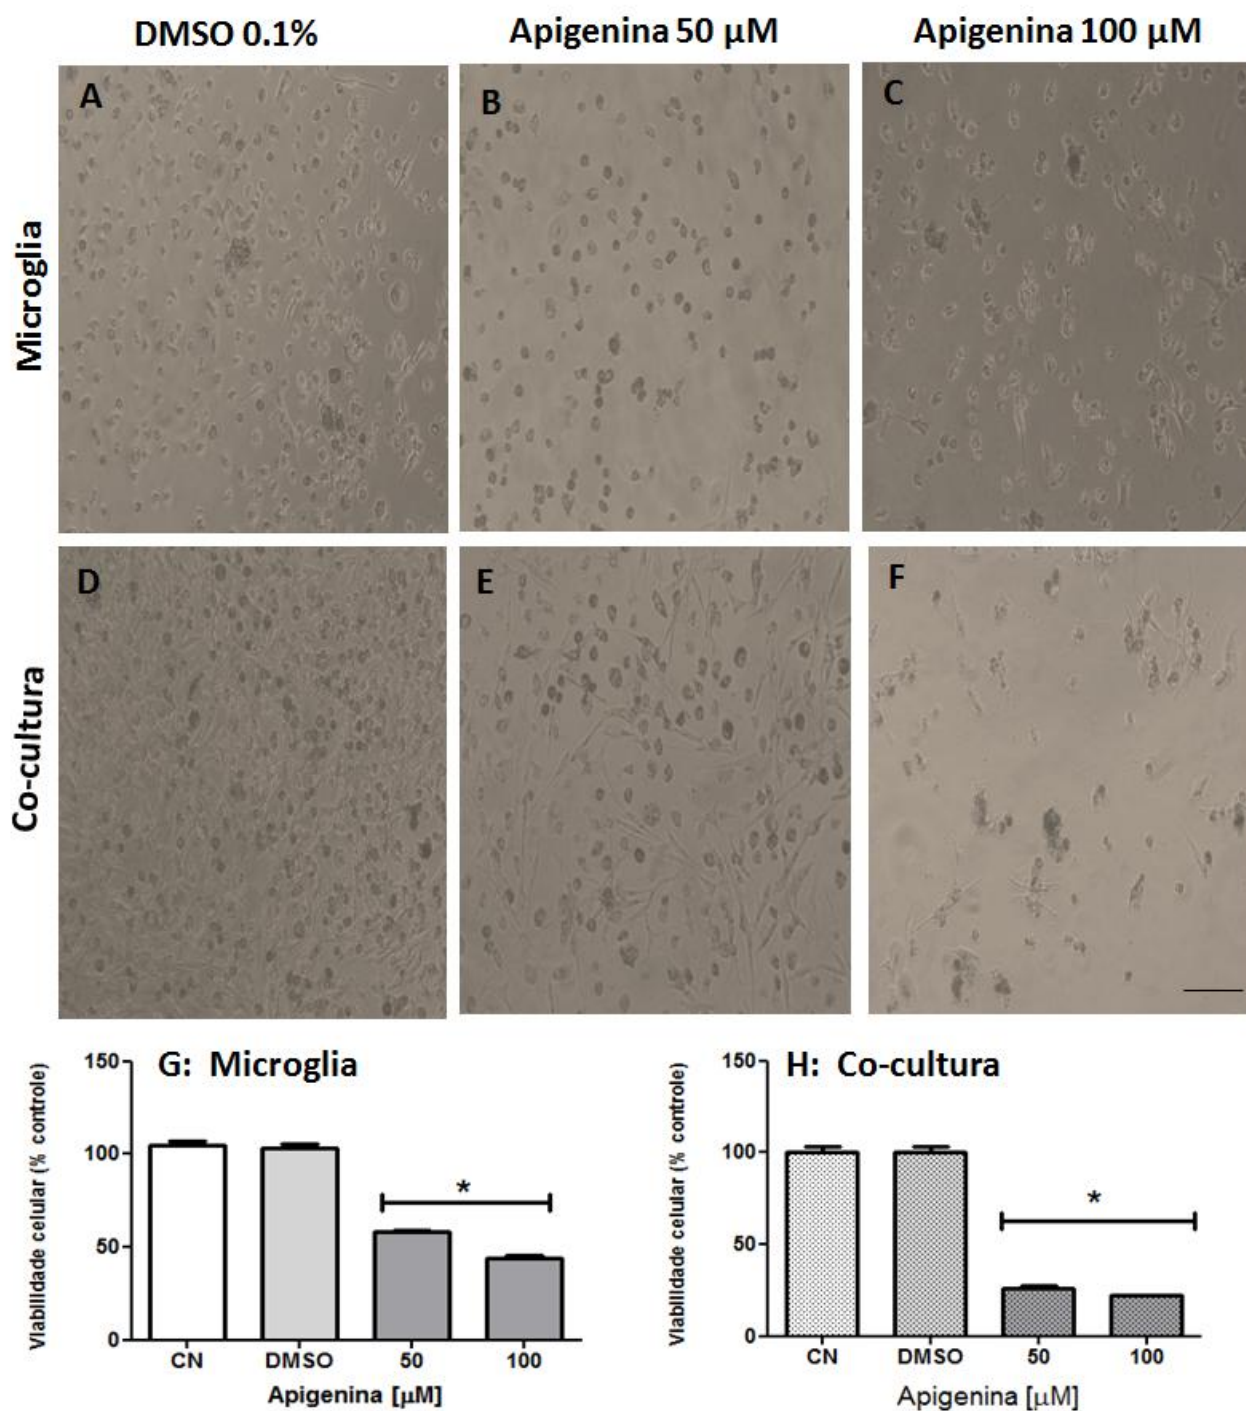 DMSO 0.1%
Apigenina 50 µM
Apigenina 100 µM
Microglia
A
B
C
Co-cultura
D
E
F
G: Microglia
Viabilidade celular (% controle)
150
100
50
0
*
CN
DMSO
50
100
Apigenina [µM]
H: Co-cultura
Viabilidade celular (% controle)
150
100
50
0
*
CN
DMSO
50
100
Apigenina [µM]